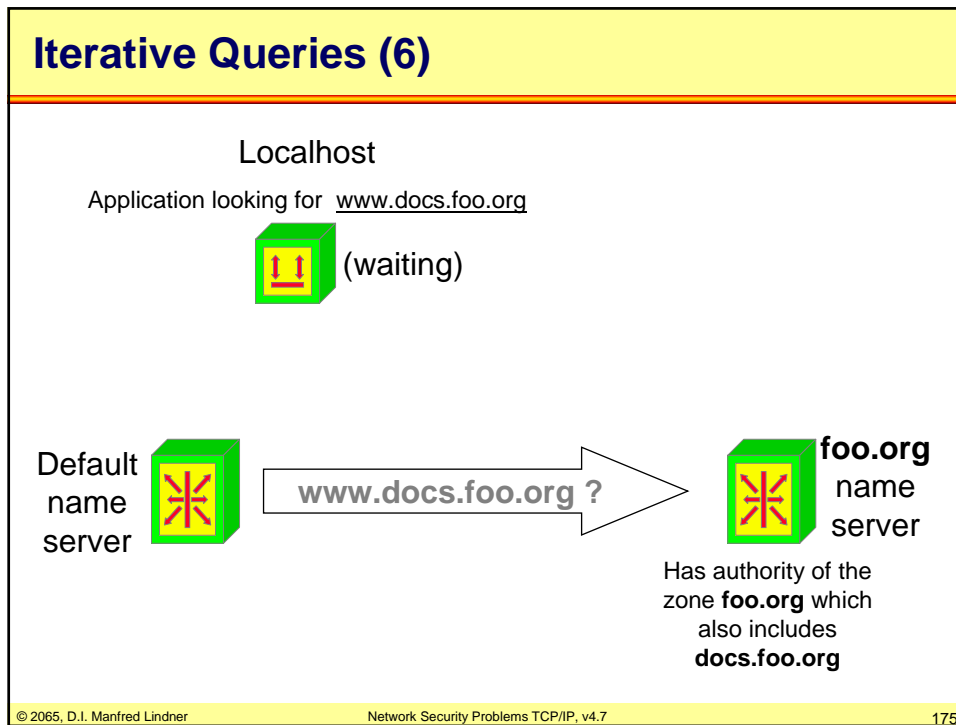 Iterative Queries (6)
Localhost
Application looking for www.docs.foo.org
(waiting)
Default
name
server
www.docs.foo.org ?
foo.org
name
server
Has authority of the
zone foo.org which
also includes
docs.foo.org
© 2065, D.I. Manfred Lindner
Network Security Problems TCP/IP, v4.7
175